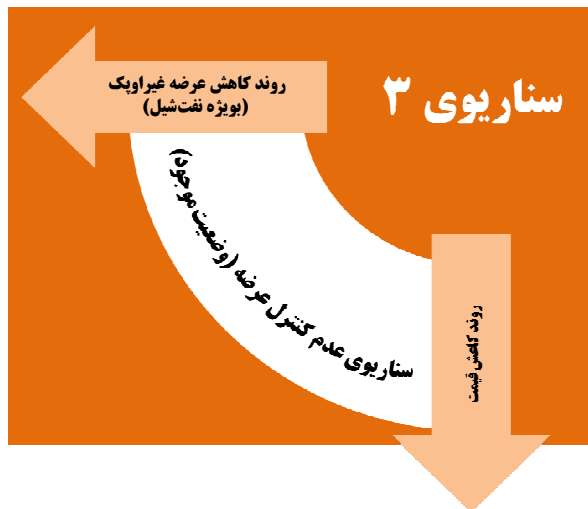 سناریوی ۳
روند کاهش عرضه غیراوپک
(بویژه نفت‌شیل)
سناریوی عدم کنترل عرضه (وضعیت موجود)
روند کاهش قیمت